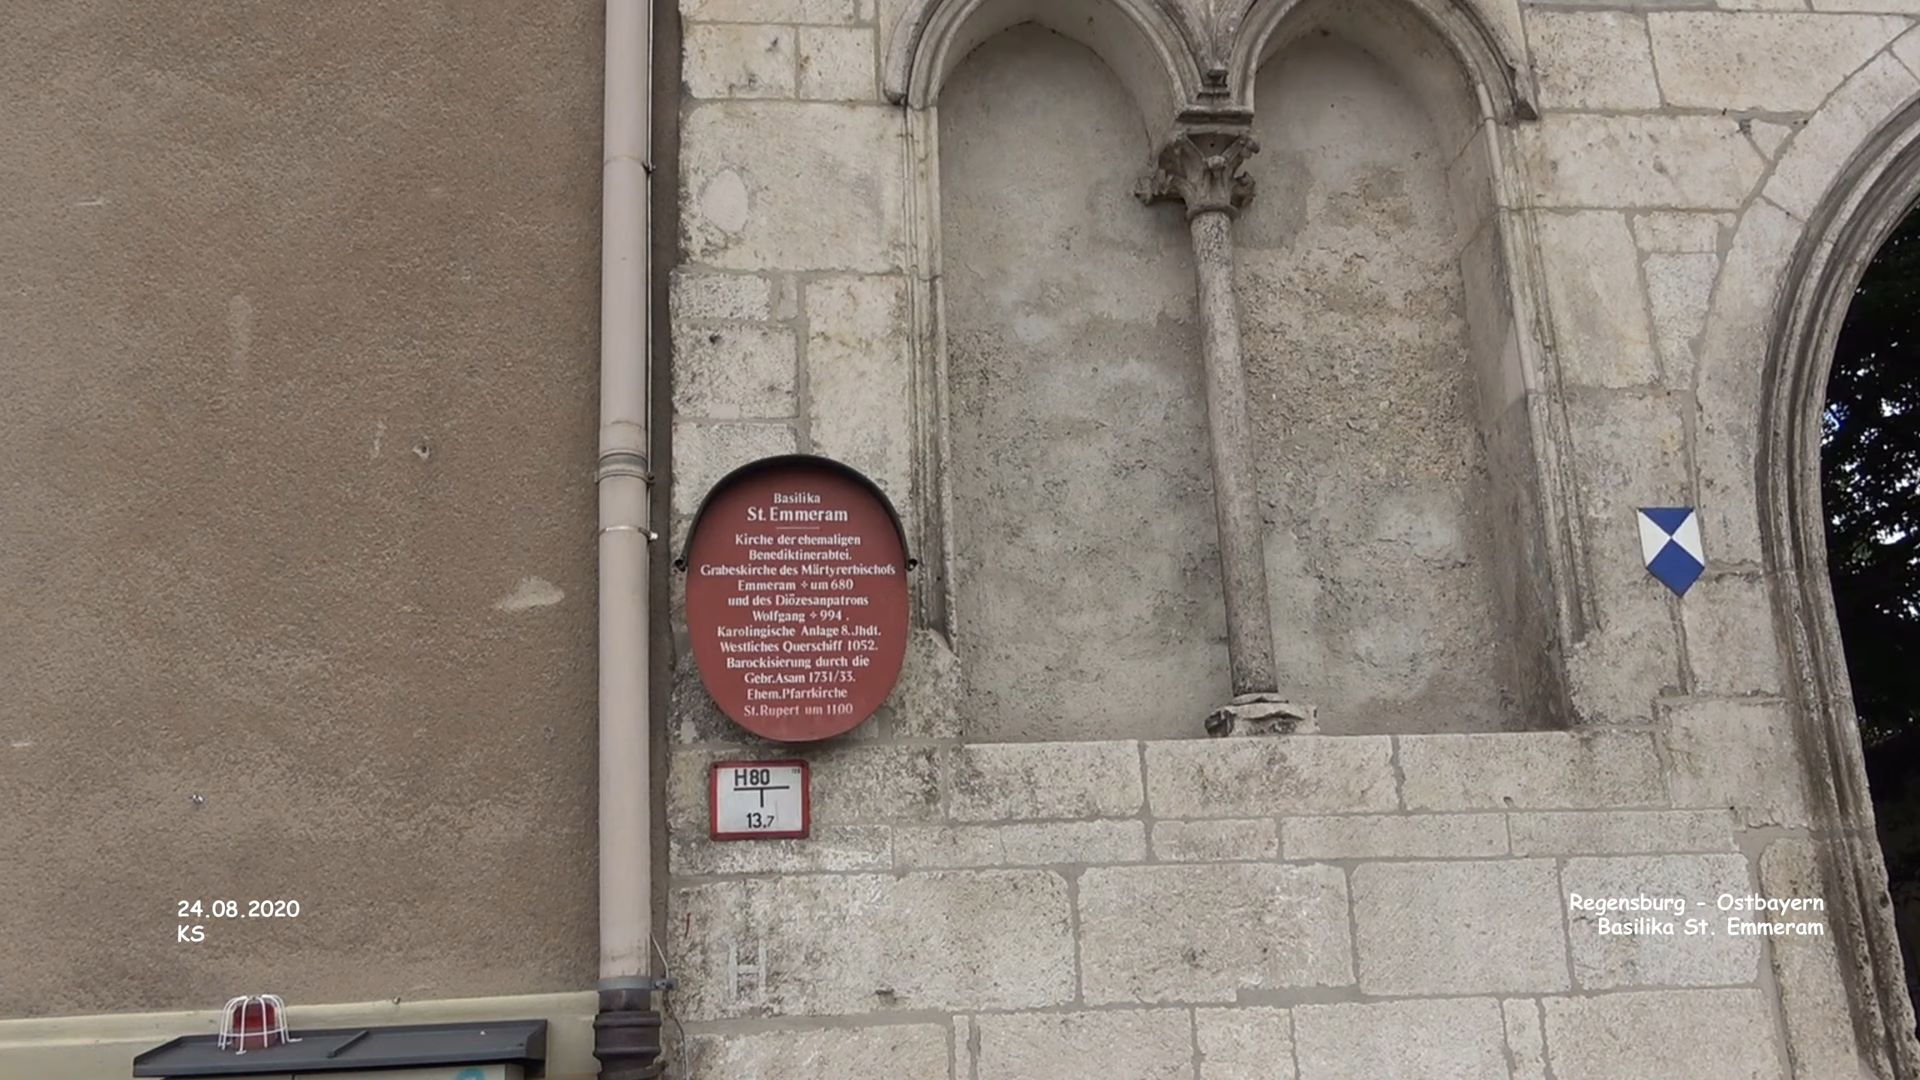 Basilika
St. Emmeram
Kirche der ehemaligen
Benediktinerabtei.
Grabeskirche des Märtyrerbischofs
Emmeram ÷ um 680
und des Diözesanpatrons
Wolfgang ÷ 994.
Karolingische Anlage 8. Jhdt.
Westliches Querschiff 1052.
Barockisierung durch die
Gebr. Asam 1731/33.
Ehem. Pfarrkirche
St. Rupert um 1100
H 80
13.7
H
24.08.2020
KS
Regensburg - Ostbayern
Basilika St. Emmeram